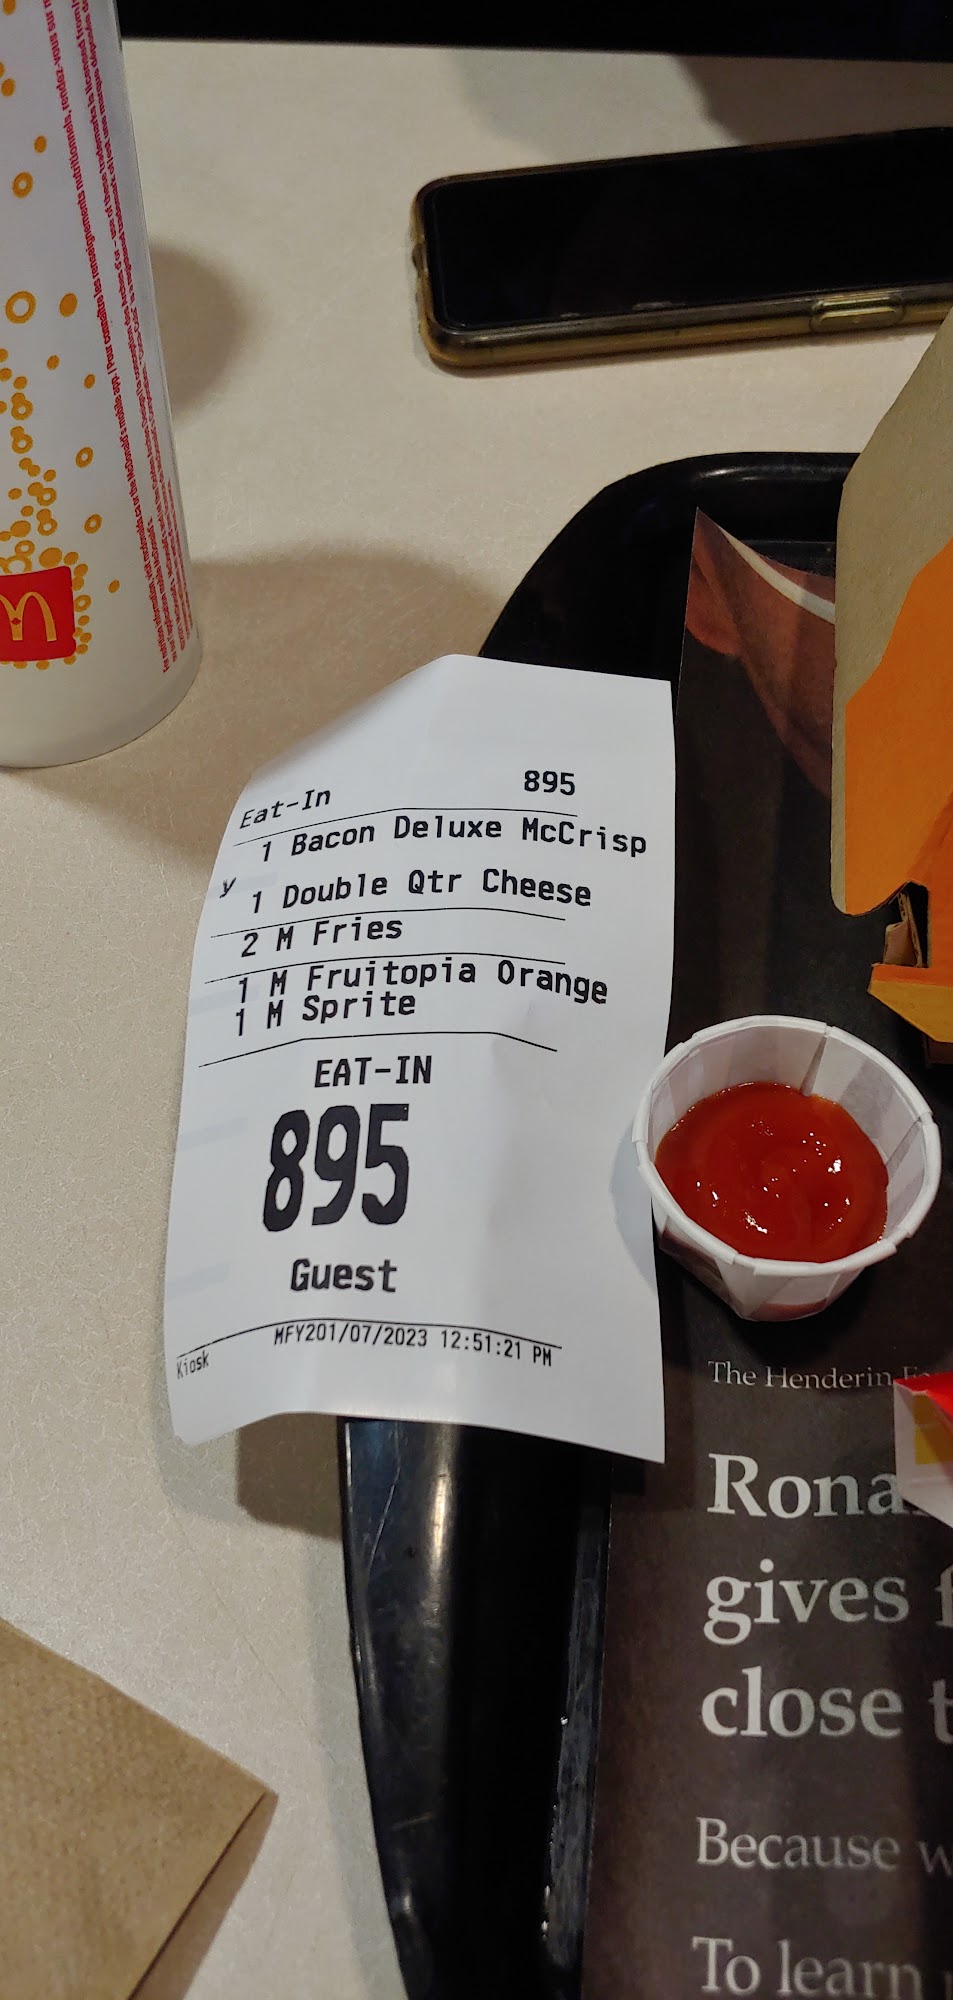 Eat-In 895
1 Bacon Deluxe McCrisp
y
1 Double Qtr Cheese
2 M Fries
1 M Fruitopia Orange
1 M Sprite
EAT-IN
895
Guest
MFY201/07/2023 12:51:21 PM
Kiosk
The Henderin
Rona
gives
close
Because
To learn